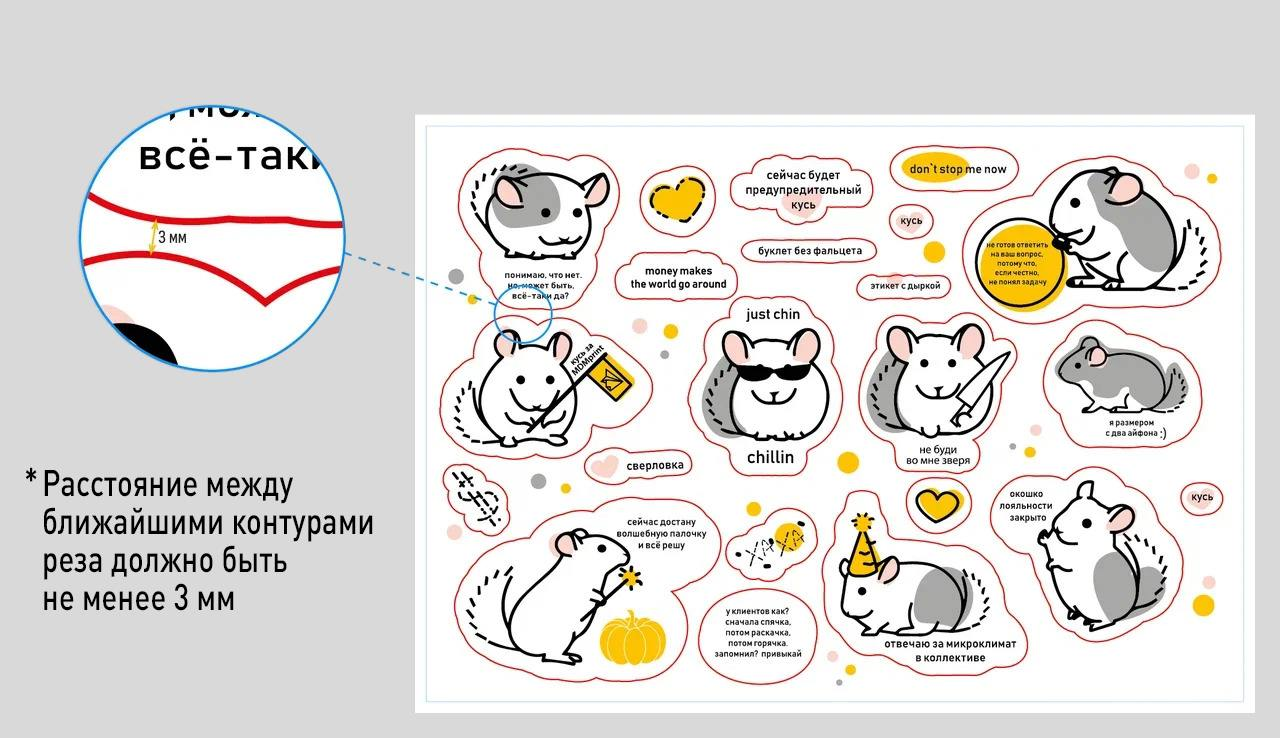 , мож
всё-таки
3 мм
* Расстояние между
ближайшими контурами
реза должно быть
не менее 3 мм
понимаю, что нет.
но, может быть,
всё-таки да?
сейчас будет
предупредительный
кусь
don`t stop me now
кусь
буклет без фальцета
money makes
the world go around
этикет с дыркой
не готов ответить
на ваш вопрос,
потому что,
если честно,
не понял задачу
кусь за
MDMprint
just chin
chillin
не буди
во мне зверя
я размером
с два айфона ;)
сверловка
сейчас достану
волшебную палочку
и всё решу
окошко
лояльности
закрыто
кусь
у клиентов как?
сначала спячка,
потом раскачка,
потом горячка.
запомнил? привыкай
отвечаю за микроклимат
в коллективе